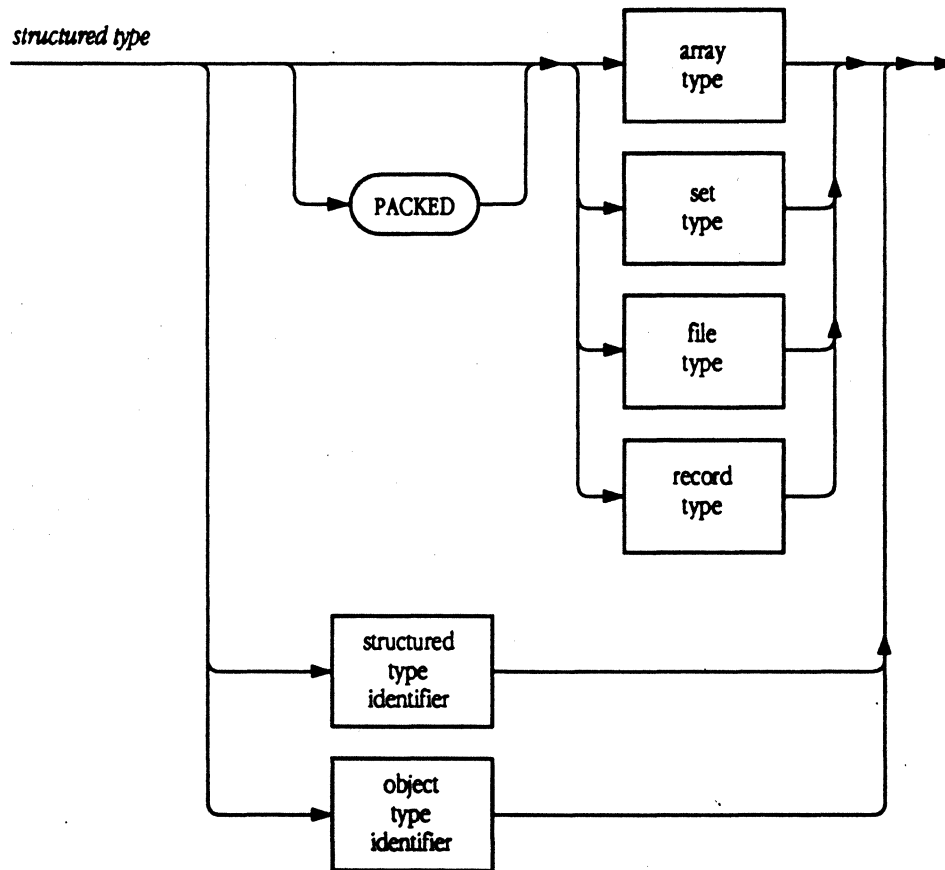 structured type
array
type
PACKED
set
type
file
type
record
type
structured
type
identifier
object
type
identifier